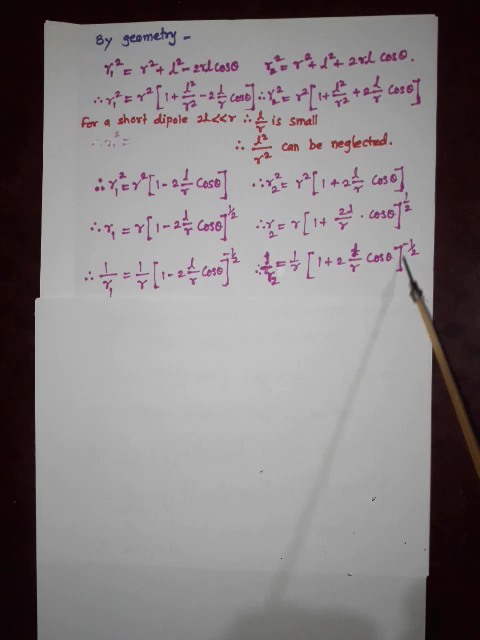 By geometry -
r₁² = r² + l² - 2rl cosθ r₂² = r² + l² + 2rl cosθ.
∴ r₁² = r² [1 + l²/r² - 2 l/r cosθ] ∴ r₂² = r² [1 + l²/r² + 2 l/r cosθ]
For a short dipole 2l << r ∴ l/r is small
∴ l²/r² can be neglected.
∴ r₁² = r² [1 - 2 l/r cosθ] ∴ r₂² = r² [1 + 2 l/r cosθ]
∴ r₁ = r [1 - 2 l/r cosθ]^1/2 ∴ r₂ = r [1 + 2l/r · cosθ]^1/2
∴ 1/r₁ = 1/r [1 - 2 l/r cosθ]^-1/2 ∴ 1/r₂ = 1/r [1 + 2 l/r cosθ]^-1/2